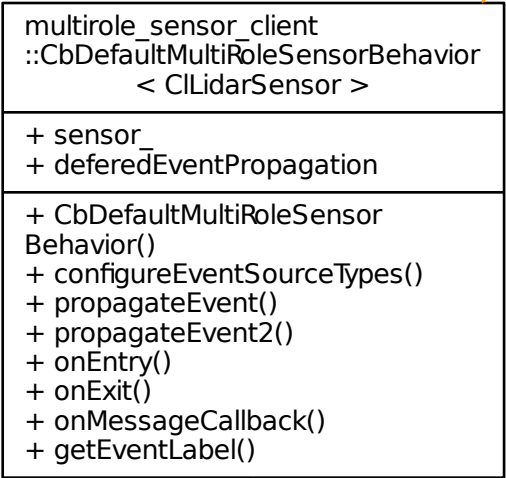 multirole_sensor_client
::CbDefaultMultiRoleSensorBehavior
< ClLidarSensor >
+ sensor_
+ deferedEventPropagation
+ CbDefaultMultiRoleSensor
Behavior()
+ configureEventSourceTypes()
+ propagateEvent()
+ propagateEvent2()
+ onEntry()
+ onExit()
+ onMessageCallback()
+ getEventLabel()